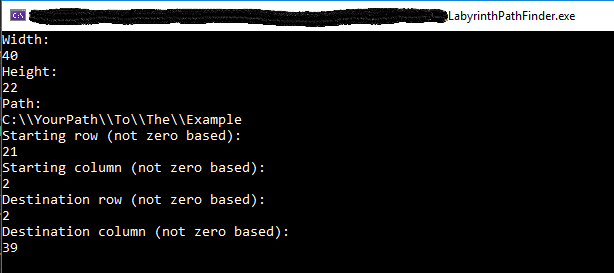 LabyrinthPathFinder.exe
Width:
40
Height:
22
Path:
C:\\YourPath\\To\\The\\Example
Starting row (not zero based):
21
Starting column (not zero based):
2
Destination row (not zero based):
2
Destination column (not zero based):
39